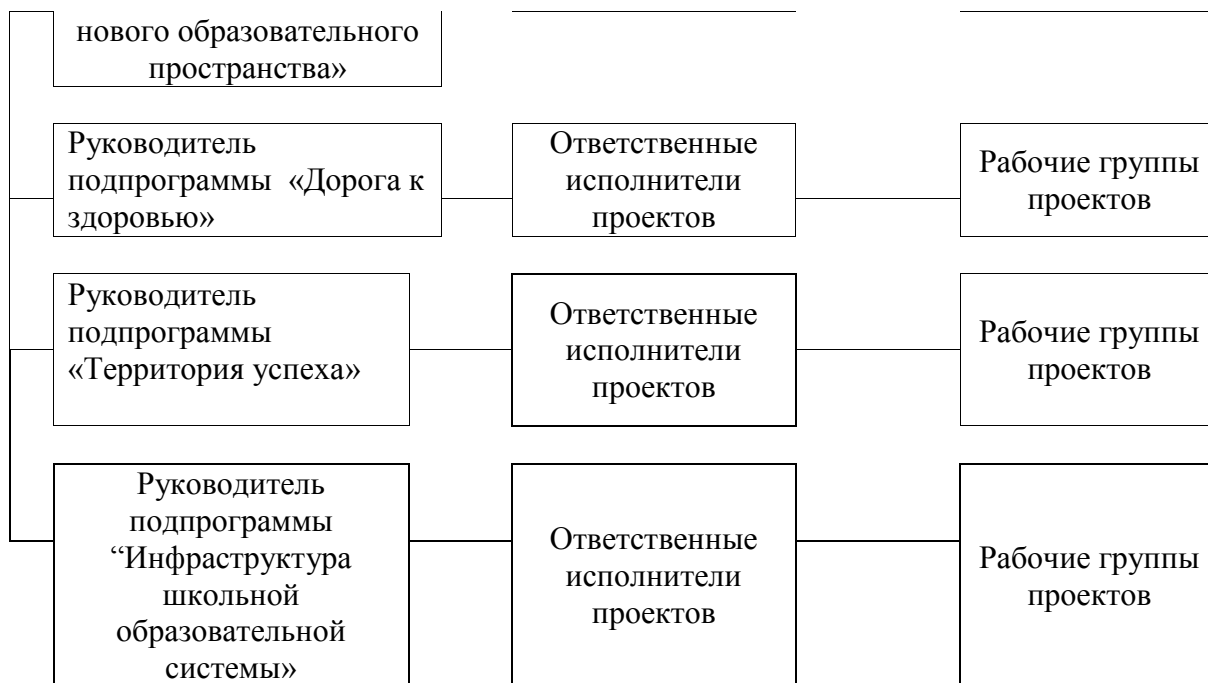 нового образовательного
пространства»
Руководитель
подпрограммы «Дорога к
здоровью»
Ответственные
исполнители
проектов
Рабочие группы
проектов
Руководитель
подпрограммы
«Территория успеха»
Ответственные
исполнители
проектов
Рабочие группы
проектов
Руководитель
подпрограммы
“Инфраструктура
школьной
образовательной
системы»
Ответственные
исполнители
проектов
Рабочие группы
проектов